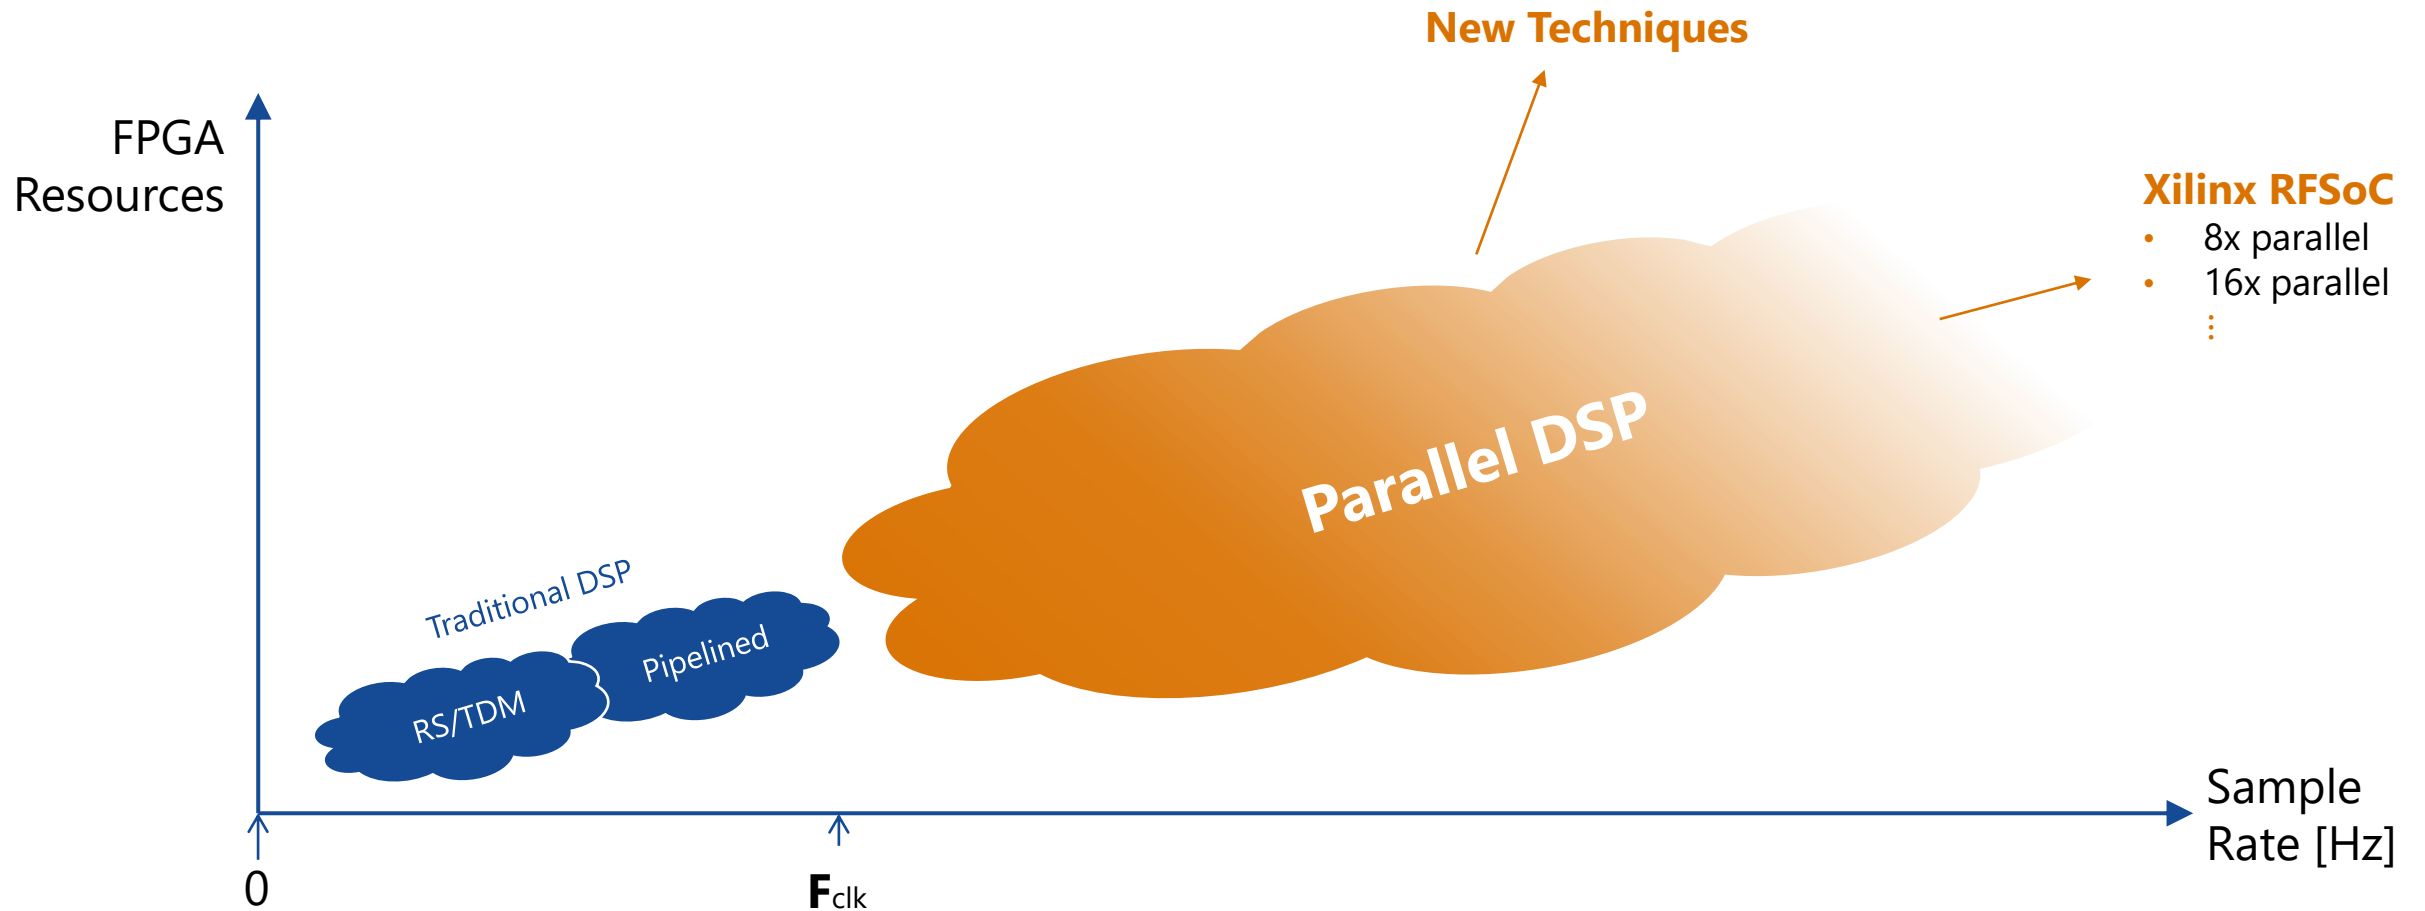 New Techniques
FPGA
Resources
Xilinx RFSoC
• 8x parallel
• 16x parallel
⋮
Parallel DSP
Traditional DSP
Pipelined
RS/TDM
Sample
Rate [Hz]
0
Fclk